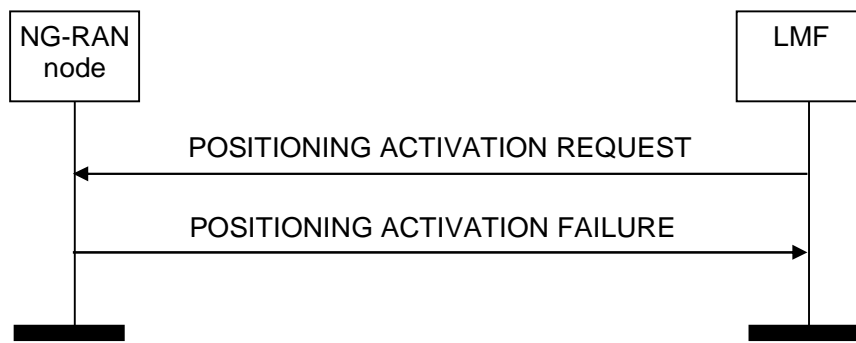 NG-RAN
node
LMF
POSITIONING ACTIVATION REQUEST
POSITIONING ACTIVATION FAILURE